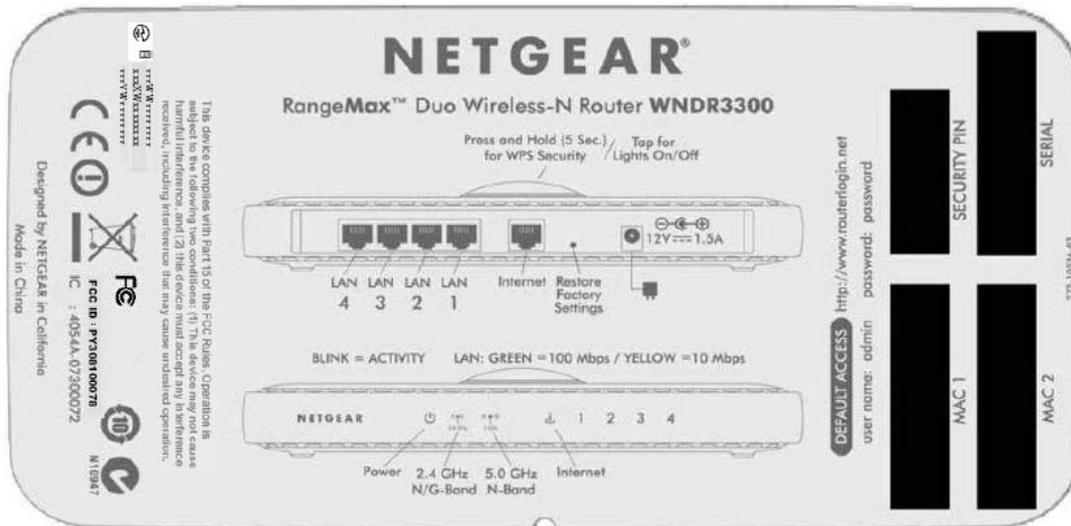 NETGEAR®
RangeMax™ Duo Wireless-N Router WNDR3300
Press and Hold (5 Sec.) / Tap for
for WPS Security Lights On/Off
12V 1.5A
LAN LAN LAN LAN Internet Restore
4 3 2 1 Factory
Settings
BLINK = ACTIVITY LAN: GREEN = 100 Mbps / YELLOW = 10 Mbps
NETGEAR 1 2 3 4
Power 2.4 GHz 5.0 GHz Internet
N/G-Band N-Band
This device complies with Part 15 of the FCC Rules. Operation is
subject to the following two conditions: (1) This device may not cause
harmful interference, and (2) this device must accept any interference
received, including interference that may cause undesired operation.
CE
FC
FCC ID : PY30810078
IC : 4054A-07300072
10
N10947
Designed by NETGEAR in California
Made in China
DEFAULT ACCESS http://www.routerlogin.net
user name: admin password: password
SECURITY PIN
MAC 1
SERIAL
MAC 2